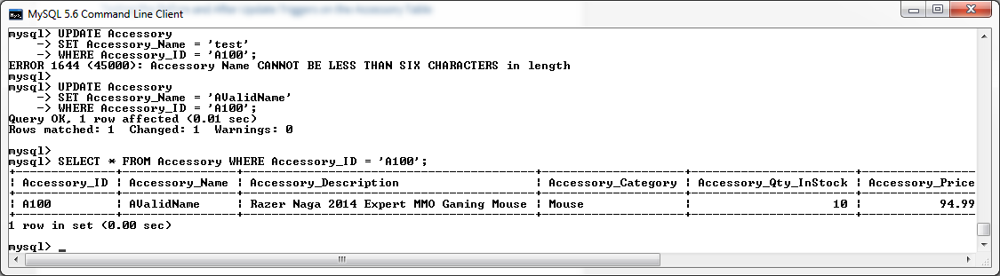 MySQL 5.6 Command Line Client
mysql> UPDATE Accessory
    -> SET Accessory_Name = 'test'
    -> WHERE Accessory_ID = 'A100';
ERROR 1644 (45000): Accessory Name CANNOT BE LESS THAN SIX CHARACTERS in length
mysql>
mysql> UPDATE Accessory
    -> SET Accessory_Name = 'AValidName'
    -> WHERE Accessory_ID = 'A100';
Query OK, 1 row affected (0.01 sec)
Rows matched: 1  Changed: 1  Warnings: 0
mysql>
mysql> SELECT * FROM Accessory WHERE Accessory_ID = 'A100';
| Accessory_ID | Accessory_Name | Accessory_Description | Accessory_Category | Accessory_Qty_InStock | Accessory_Price
| A100 | AValidName | Razer Naga 2014 Expert MMO Gaming Mouse | Mouse | 10 | 94.99
1 row in set (0.00 sec)
mysql> _